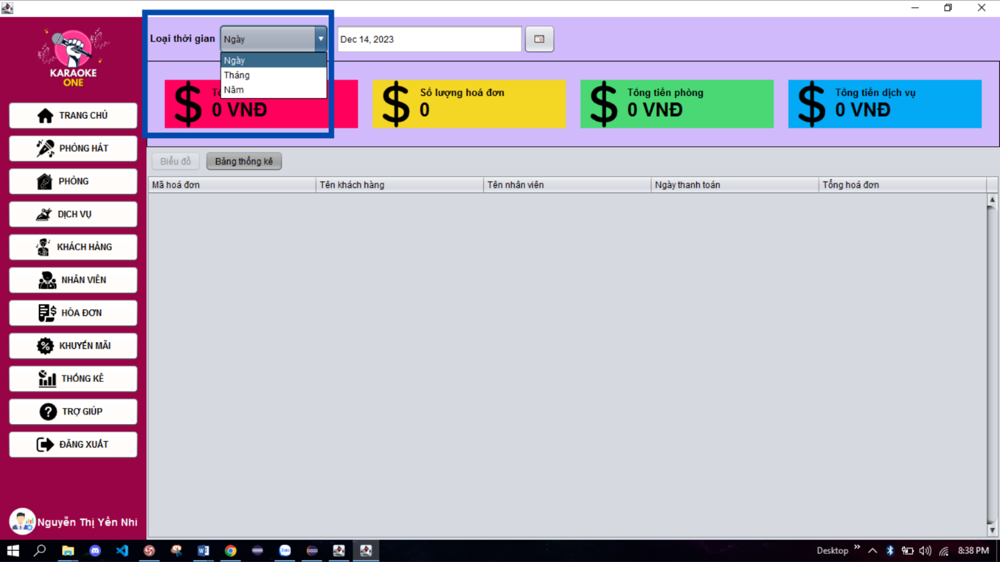 Loại thời gian
Ngày
Dec 14, 2023
Ngày
Tháng
Năm
0 VNĐ
Số lượng hoá đơn
0
Tổng tiền phòng
0 VNĐ
Tổng tiền dịch vụ
0 VNĐ
KARAOKE
ONE
TRANG CHỦ
PHÒNG HÁT
PHÒNG
DỊCH VỤ
KHÁCH HÀNG
NHÂN VIÊN
HÓA ĐƠN
KHUYẾN MÃI
THỐNG KÊ
TRỢ GIÚP
ĐĂNG XUẤT
Nguyễn Thị Yến Nhi
Biểu đồ
Bảng thống kê
Mã hoá đơn
Tên khách hàng
Tên nhân viên
Ngày thanh toán
Tổng hoá đơn
Desktop
8:38 PM